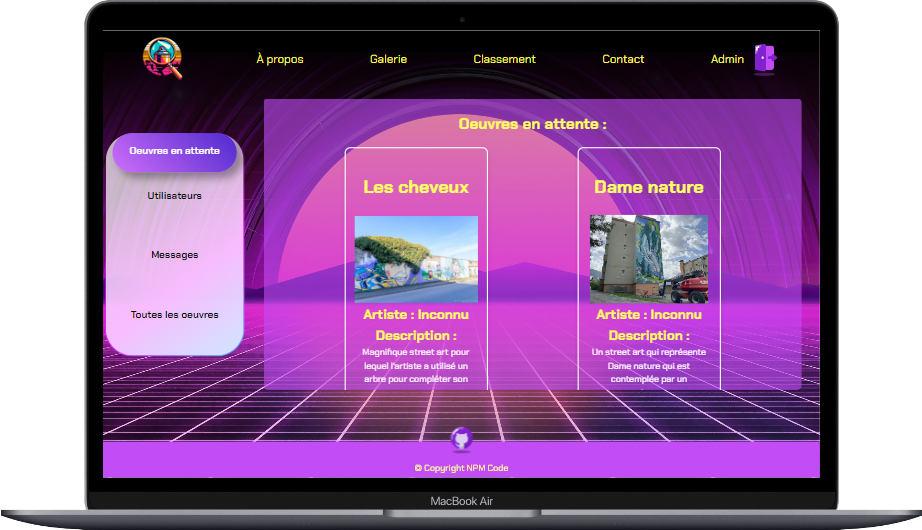 À propos
Galerie
Classement
Contact
Admin
Oeuvres en attente
Utilisateurs
Messages
Toutes les oeuvres
Oeuvres en attente :
Les cheveux
Artiste : Inconnu
Description :
Magnifique street art pour
lequel l'artiste a utilisé un
arbre pour compléter son
Dame nature
Artiste : Inconnu
Description :
Un street art qui représente
Dame nature qui est
contemplée par un
© Copyright NPM Code
MacBook Air